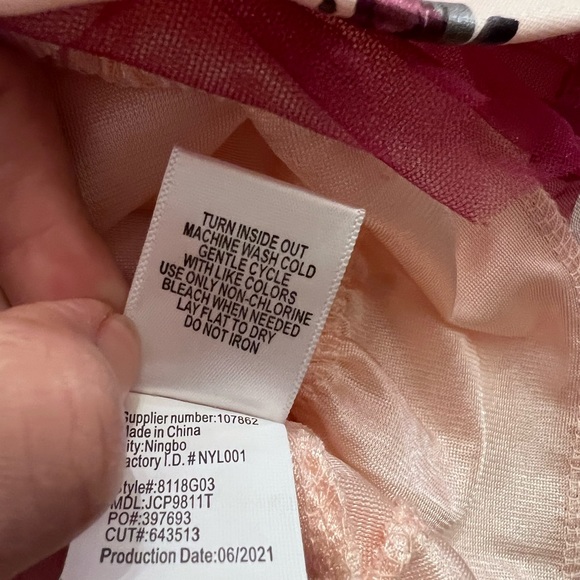 TURN INSIDE OUT
MACHINE WASH COLD
GENTLE CYCLE
WITH LIKE COLORS
USE ONLY NON-CHLORINE
BLEACH WHEN NEEDED
LAY FLAT TO DRY
DO NOT IRON
Supplier number:107862
Made in China
ity:Ningbo
actory I.D.#NYL001
tyle#:8118G03
MDL:JCP9811T
PO#:397693
CUT#:643513
Production Date:06/2021